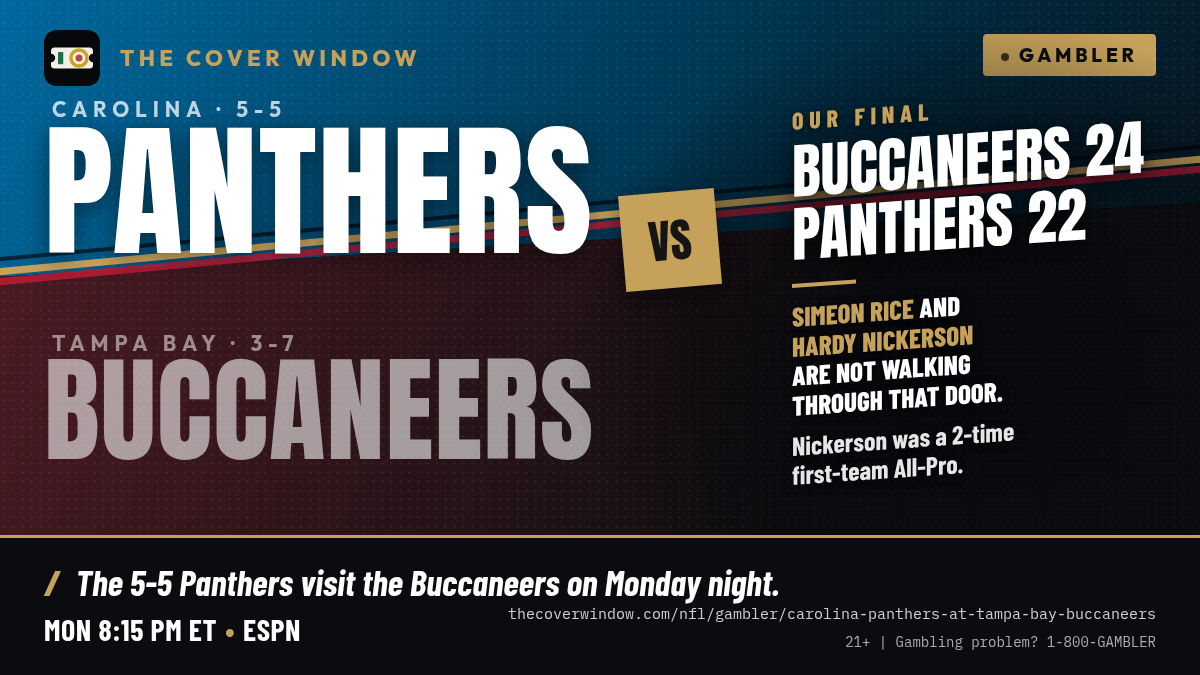 THE COVER WINDOW
• GAMBLER
CAROLINA · 5-5
PANTHERS
VS
TAMPA BAY · 3-7
BUCCANEERS
OUR FINAL
BUCCANEERS 24
PANTHERS 22
SIMEON RICE AND
HARDY NICKERSON
ARE NOT WALKING
THROUGH THAT DOOR.
Nickerson was a 2-time
first-team All-Pro.
/ The 5-5 Panthers visit the Buccaneers on Monday night.
MON 8:15 PM ET • ESPN
thecoverwindow.com/nfl/gambler/carolina-panthers-at-tampa-bay-buccaneers
21+ | Gambling problem? 1-800-GAMBLER